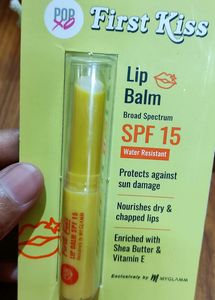 POP
xo
First Kiss
Lip
Balm
Broad Spectrum
SPF 15
Water Resistant
Protects against
sun damage
Nourishes dry &
chapped lips
Enriched with
Shea Butter &
Vitamin E
Exclusively by MYGLAMM
LIP BALM SPF 15